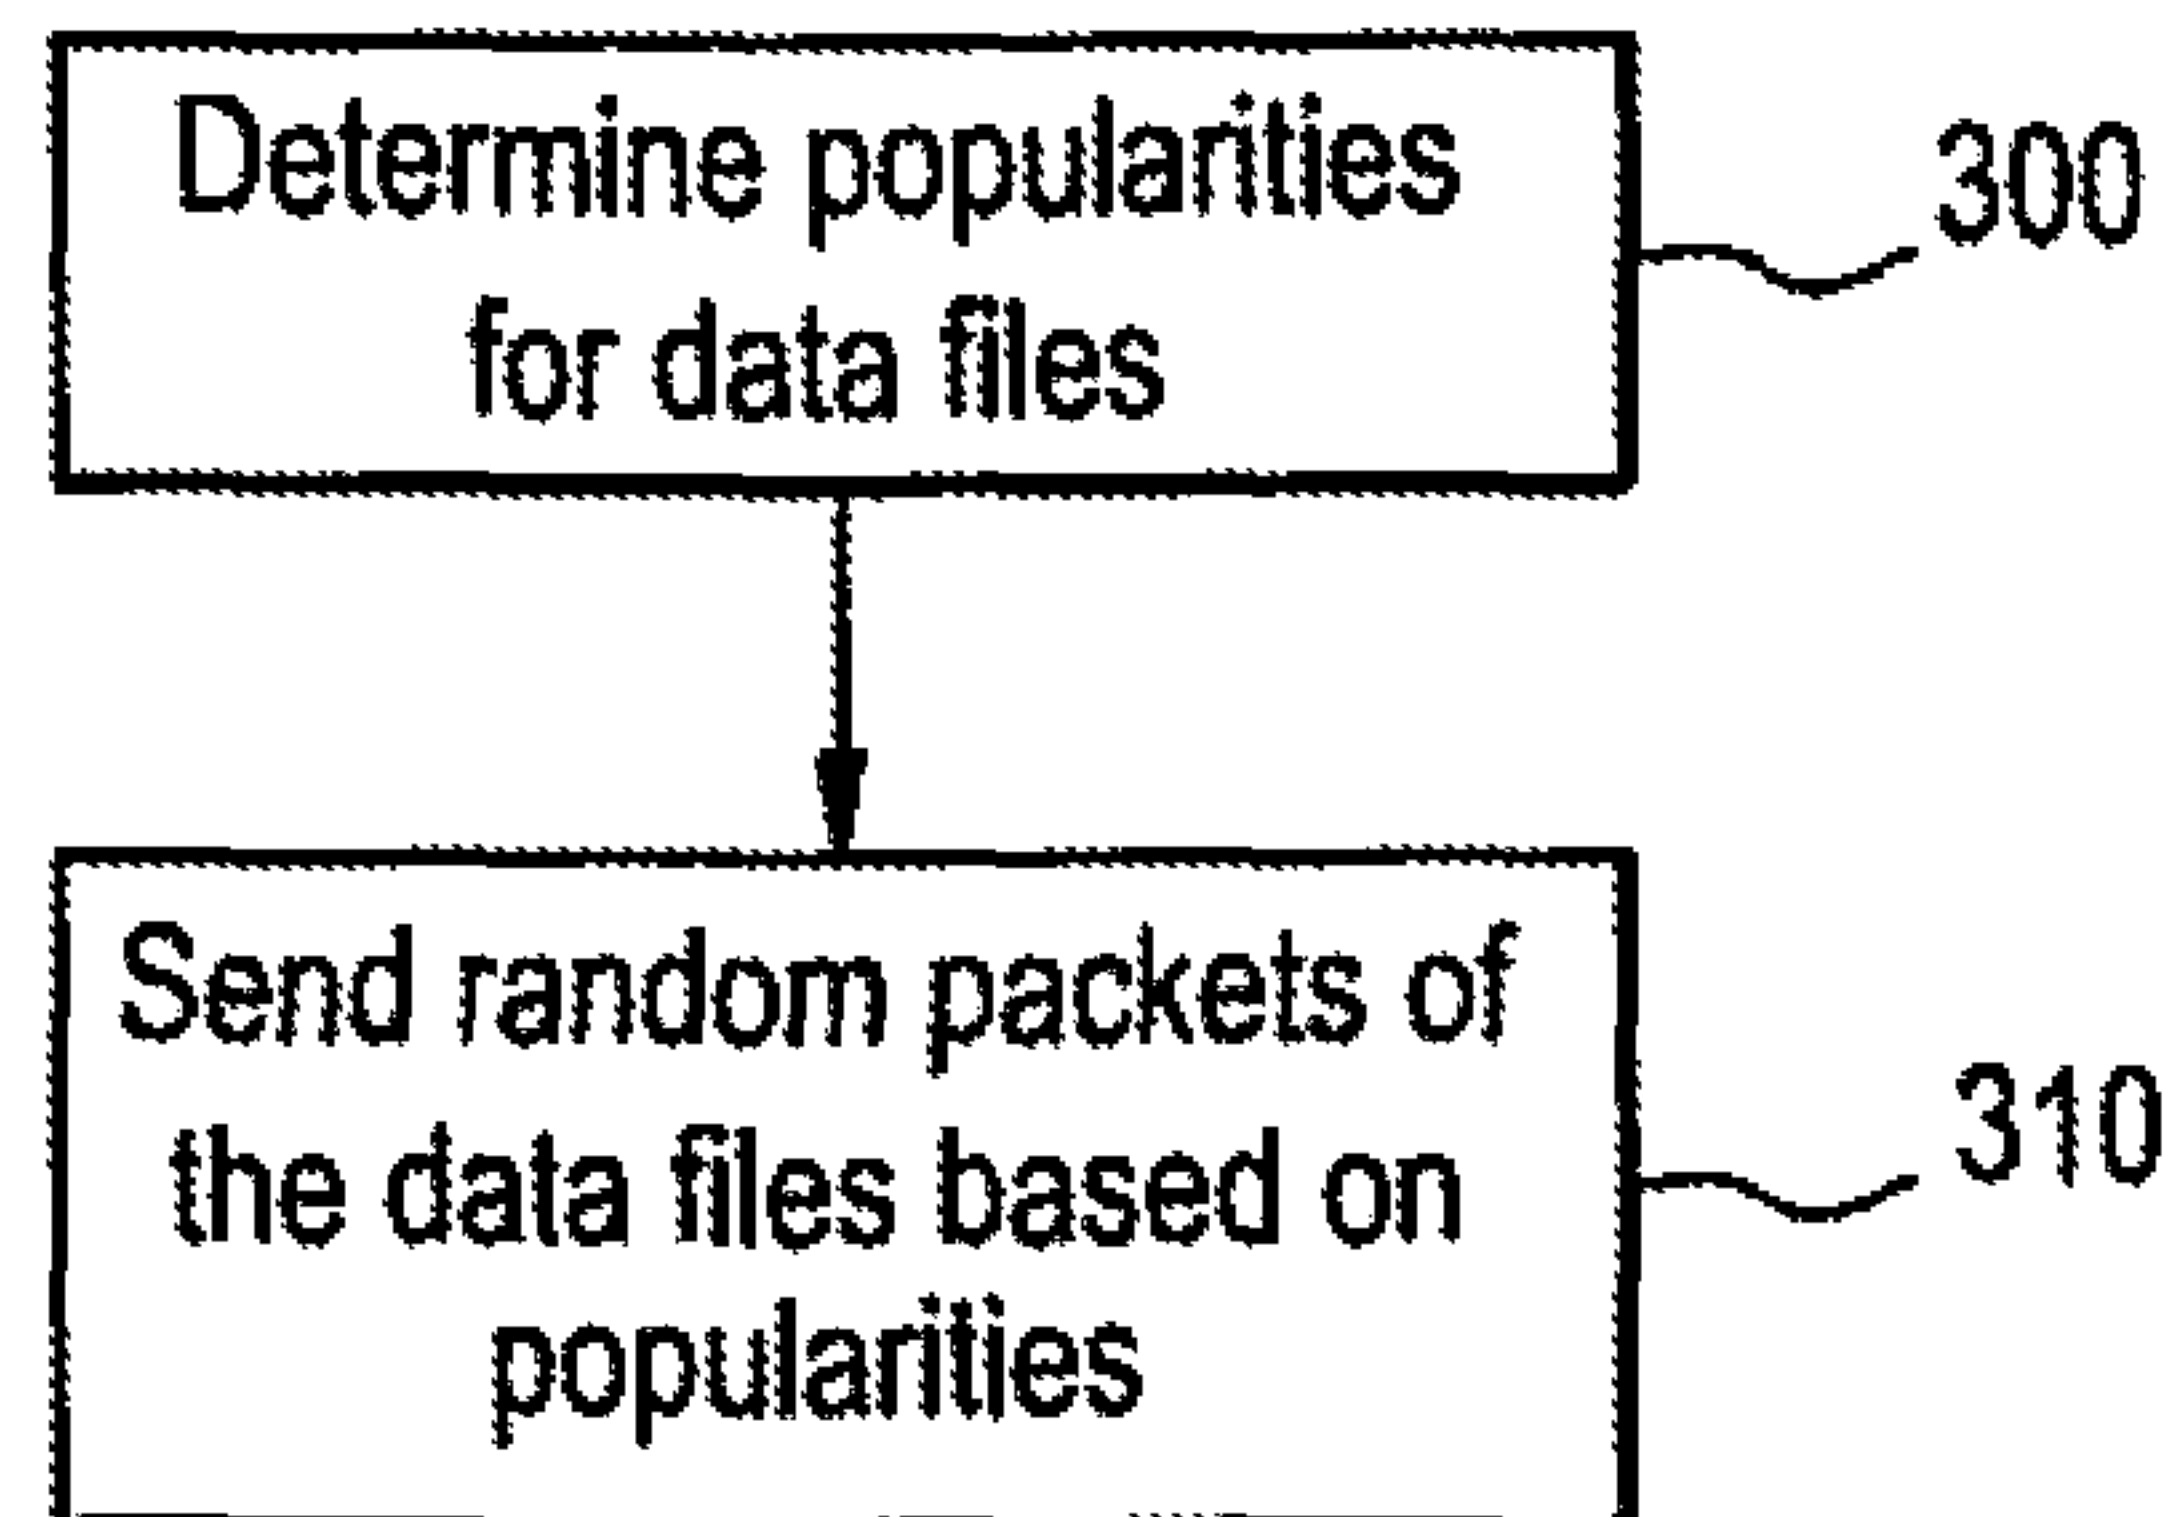 Determine popularities
for data files
300
Send random packets of
the data files based on
popularities
310